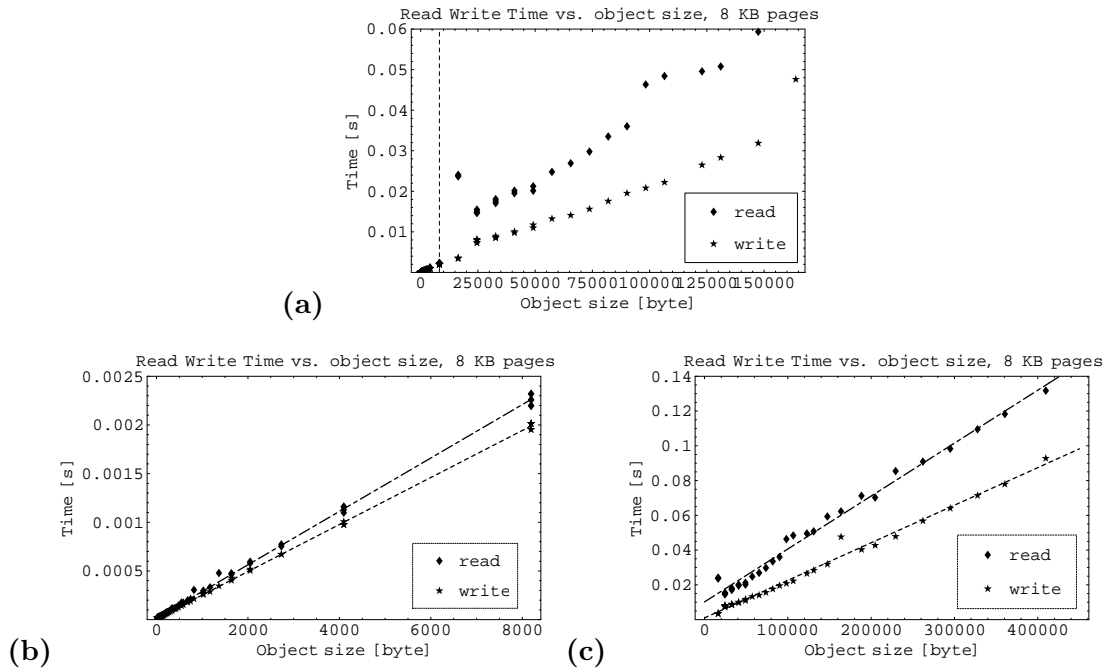 Read Write Time vs. object size, 8 KB pages
0.06
0.05
0.04
0.03
0.02
0.01
Time [s]
read
write
0 25000 50000 75000 100000 125000 150000
Object size [byte]
(a)
Read Write Time vs. object size, 8 KB pages
0.0025
0.002
0.0015
0.001
0.0005
Time [s]
read
write
0 2000 4000 6000 8000
Object size [byte]
(b)
Read Write Time vs. object size, 8 KB pages
0.14
0.12
0.1
0.08
0.06
0.04
0.02
Time [s]
read
write
0 100000 200000 300000 400000
Object size [byte]
(c)